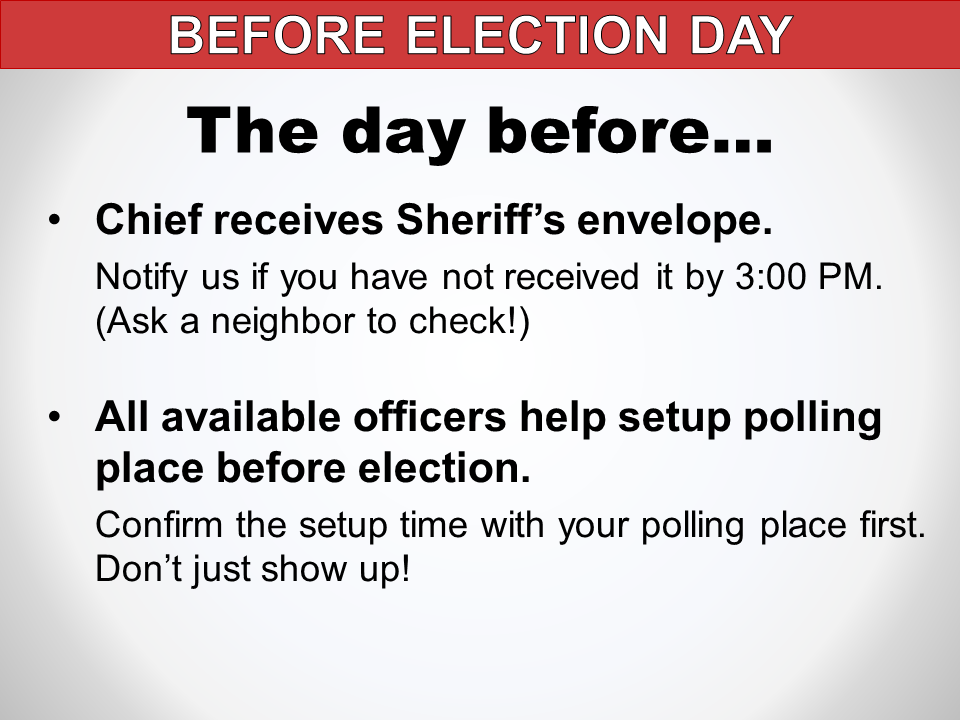 BEFORE ELECTION DAY
The day before...
• Chief receives Sheriff’s envelope.
Notify us if you have not received it by 3:00 PM.
(Ask a neighbor to check!)
• All available officers help setup polling
place before election.
Confirm the setup time with your polling place first.
Don’t just show up!